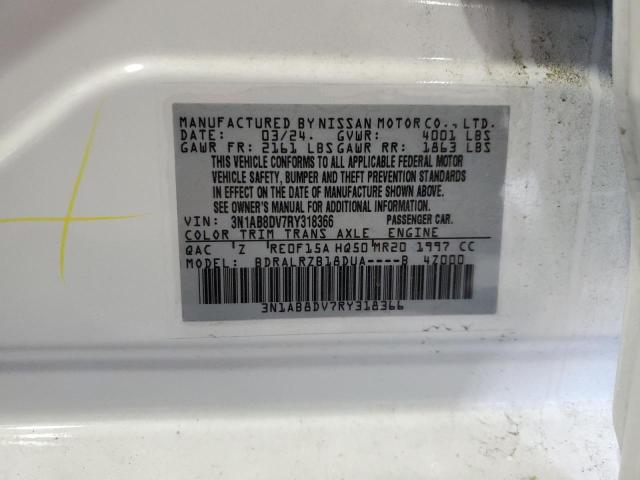 MANUFACTURED BY NISSAN MOTOR CO., LTD.
DATE: 03/24. GVWR: 4001 LBS
GAWR FR: 2161 LBS GAWR RR: 1863 LBS
THIS VEHICLE CONFORMS TO ALL APPLICABLE FEDERAL MOTOR
VEHICLE SAFETY, BUMPER AND THEFT PREVENTION STANDARDS
IN EFFECT ON THE DATE OF MANUFACTURE SHOWN ABOVE.
SEE OWNER'S MANUAL FOR ADDITIONAL INFORMATION.
VIN: 3N1AB8DV7RY318366 PASSENGER CAR.
COLOR TRIM TRANS AXLE ENGINE
QAC 'Z RE0F15A HQ50 MR20 1997 CC
BDRALRZB18DUA----B 4Z000
3N1AB8DV7RY318366
MX